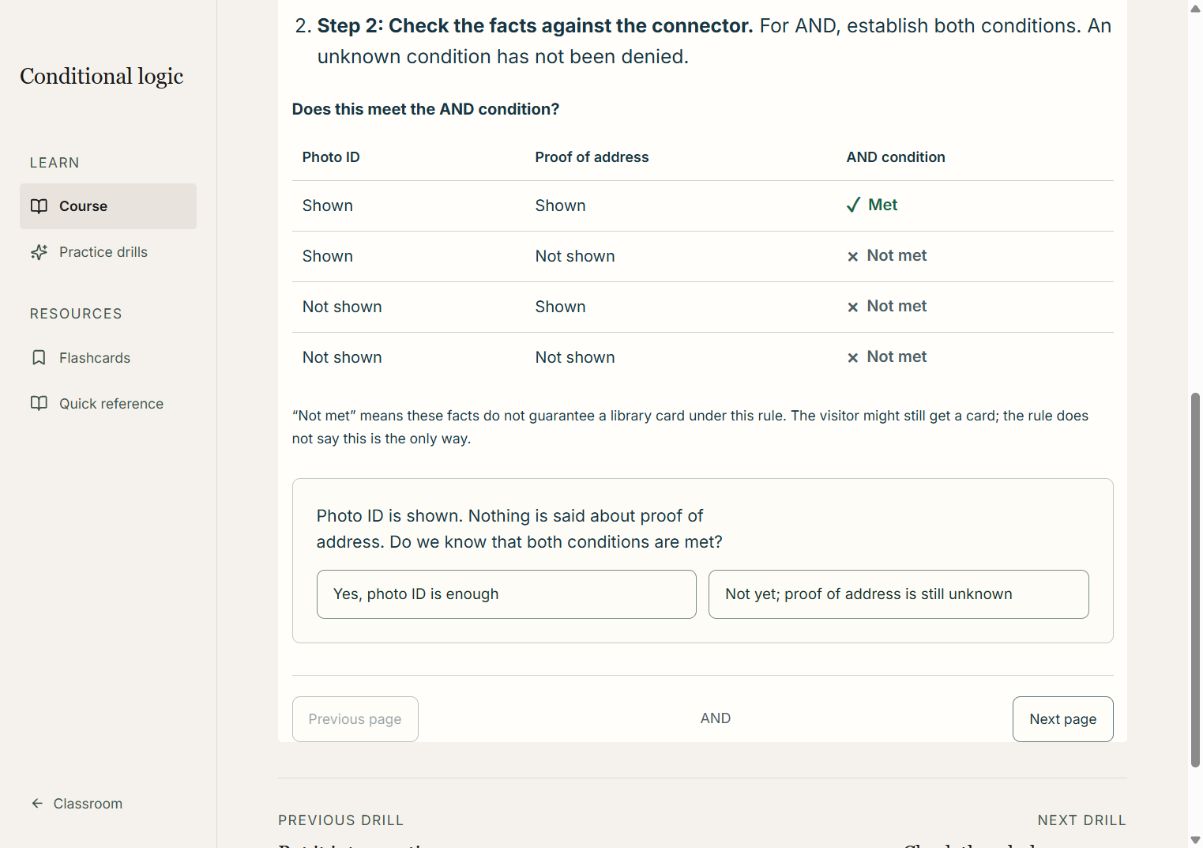 Conditional logic
LEARN
Course
Practice drills
RESOURCES
Flashcards
Quick reference
Classroom
2. Step 2: Check the facts against the connector. For AND, establish both conditions. An
unknown condition has not been denied.
Does this meet the AND condition?
Photo ID Proof of address AND condition
Shown Shown ✓ Met
Shown Not shown × Not met
Not shown Shown × Not met
Not shown Not shown × Not met
“Not met” means these facts do not guarantee a library card under this rule. The visitor might still get a card; the rule does
not say this is the only way.
Photo ID is shown. Nothing is said about proof of
address. Do we know that both conditions are met?
Yes, photo ID is enough
Not yet; proof of address is still unknown
Previous page AND Next page
PREVIOUS DRILL NEXT DRILL